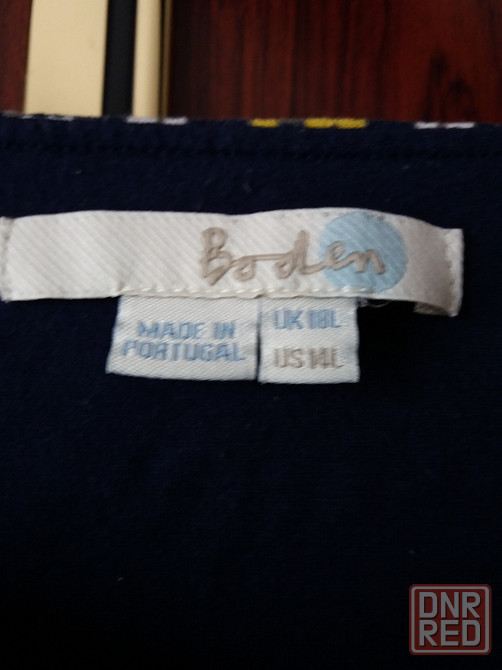 Boden
MADE IN
PORTUGAL
UK 18L
US 14L
DNR
RED